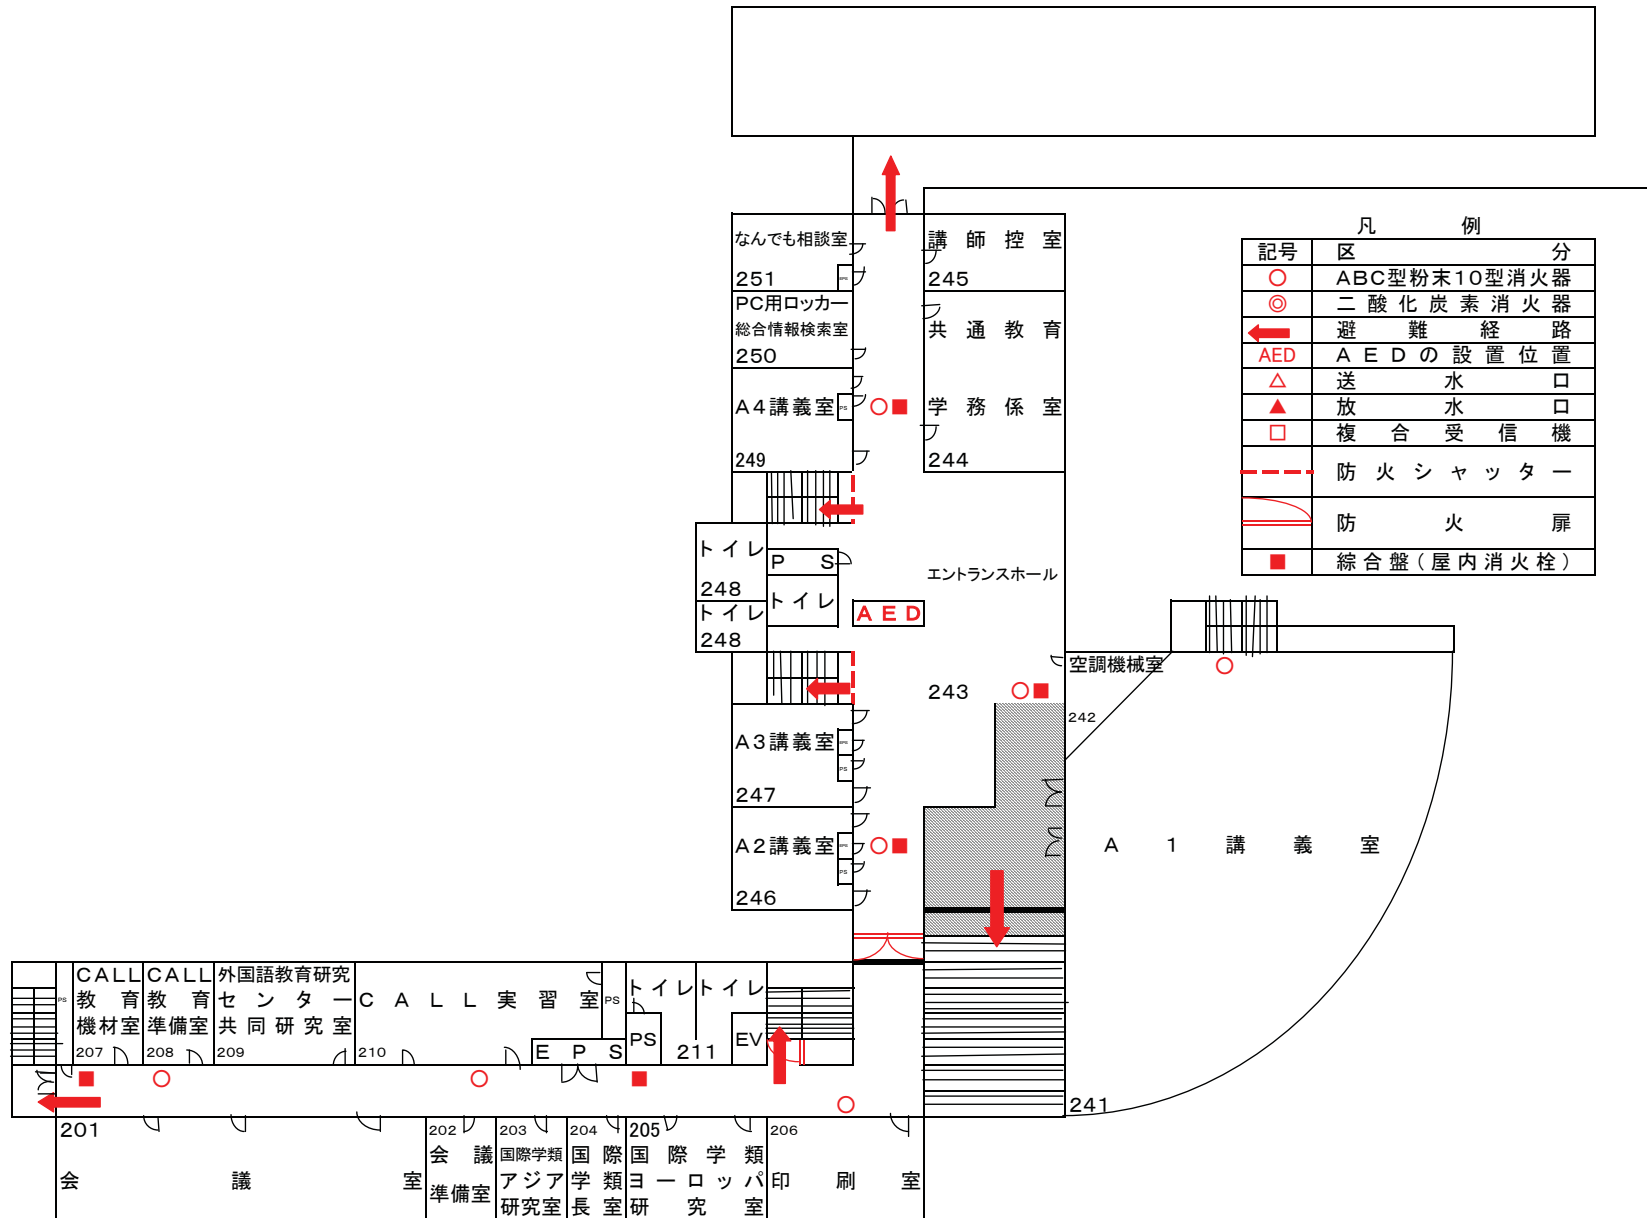 凡例
記号 区分
ABC型粉末10型消火器
二酸化炭素消火器
避難経路
AED AEDの設置位置
送水口
放水口
複合受信機
防火シャッター
防火扉
綜合盤(屋内消火栓)
なんでも相談室
251
講師控室
245
PC用ロッカー
総合情報検索室
250
共通教育
学務係室
244
A4講義室
PS
249
トイレ
248
トイレ
248
PS
トイレ
エントランスホール
AED
243
空調機械室
242
A3講義室
PS
247
A2講義室
PS
246
A1講義室
241
PS
CALL
教育
機材室
207
CALL
教育
準備室
208
外国語教育研究
センター
共同研究室
209
CALL実習室
210
PS
EPS
トイレ
トイレ
PS
211
EV
201
会議室
202
会議
準備室
203
国際学類
アジア
研究室
204
国際
学類
長室
205
国際学類
ヨーロッパ
研究室
206
印刷室